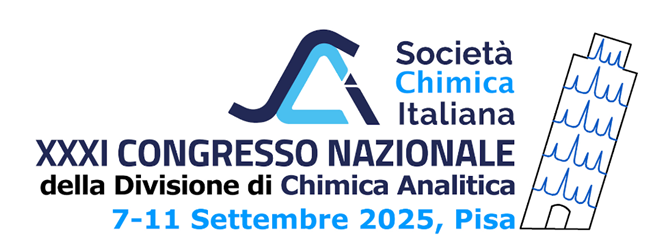 Società
Chimica
Italiana
XXXI CONGRESSO NAZIONALE
della Divisione di Chimica Analitica
7-11 Settembre 2025, Pisa